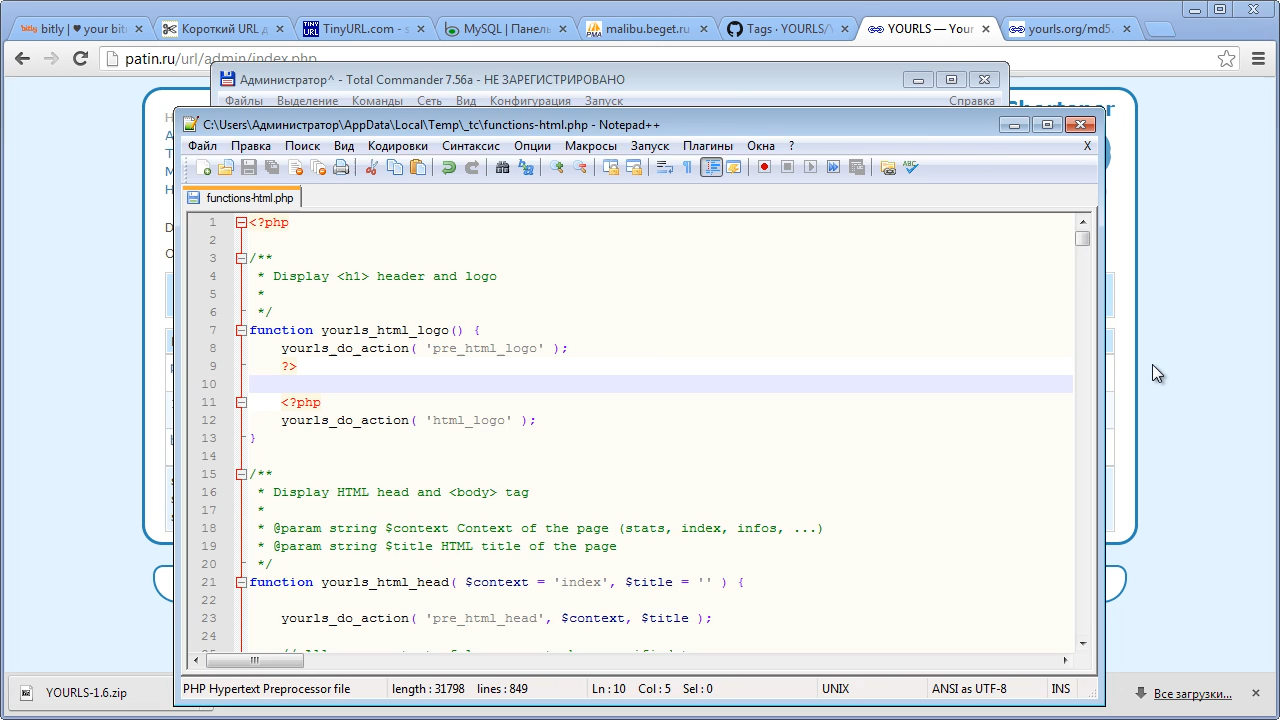 bitly | ♥ your bit
Короткий URL д
TinyURL.com - s
MySQL | Панель
malibu.beget.ru
Tags · YOURLS/Y
YOURLS — Your
yourls.org/md5
patin.ru/url/admin/index.php
Администратор^ - Total Commander 7.56a - НЕ ЗАРЕГИСТРИРОВАНО
Файлы Выделение Команды Сеть Вид Конфигурация Запуск Справка
C:\Users\Администратор\AppData\Local\Temp\_tc\functions-html.php - Notepad++
Файл Правка Поиск Вид Кодировки Синтаксис Опции Макросы Запуск Плагины Окна ? X
functions-html.php
1 <?php
2
3 /**
4 * Display <h1> header and logo
5 *
6 */
7 function yourls_html_logo() {
8 yourls_do_action( 'pre_html_logo' );
9 ?>
10
11 <?php
12 yourls_do_action( 'html_logo' );
13 }
14
15 /**
16 * Display HTML head and <body> tag
17 *
18 * @param string $context Context of the page (stats, index, infos, ...)
19 * @param string $title HTML title of the page
20 */
21 function yourls_html_head( $context = 'index', $title = '' ) {
22
23 yourls_do_action( 'pre_html_head', $context, $title );
24
PHP Hypertext Preprocessor file length : 31798 lines : 849 Ln : 10 Col : 5 Sel : 0 UNIX ANSI as UTF-8 INS
YOURLS-1.6.zip
Все загрузки...